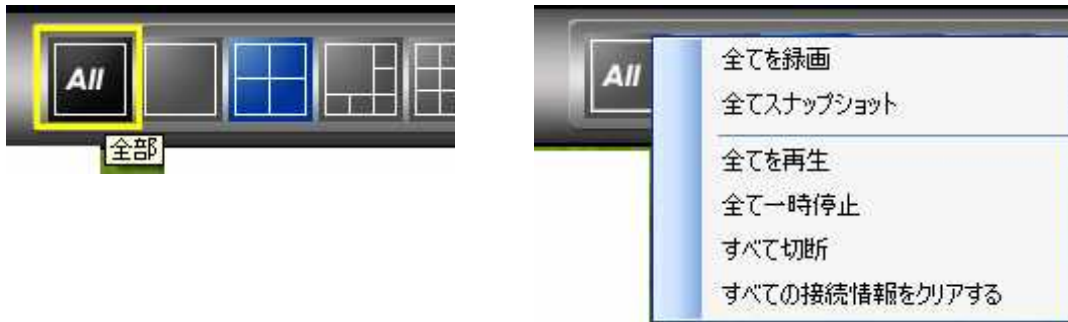 All
全部
All
全てを録画
全てスナップショット
全てを再生
全て一時停止
すべて切断
すべての接続情報をクリアする